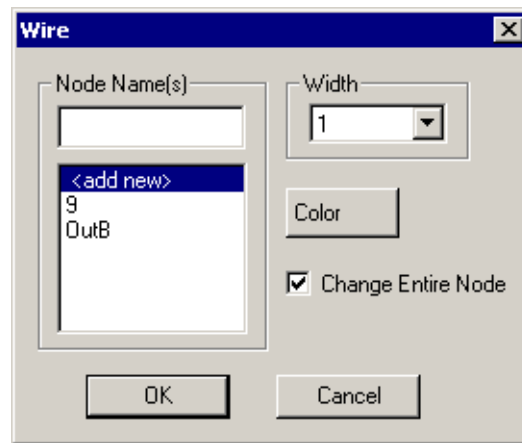 Wire
Node Name(s)
<add new>
9
OutB
Width
1
Color
Change Entire Node
OK
Cancel